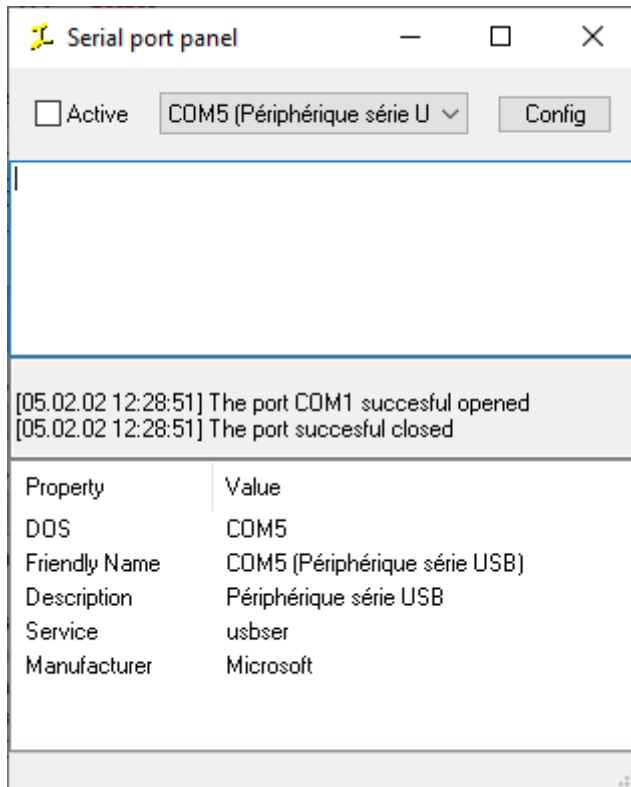 Serial port panel
Active COM5 (Périphérique série U Config
[05.02.02 12:28:51] The port COM1 succesful opened
[05.02.02 12:28:51] The port succesful closed
Property Value
DOS COM5
Friendly Name COM5 (Périphérique série USB)
Description Périphérique série USB
Service usbser
Manufacturer Microsoft